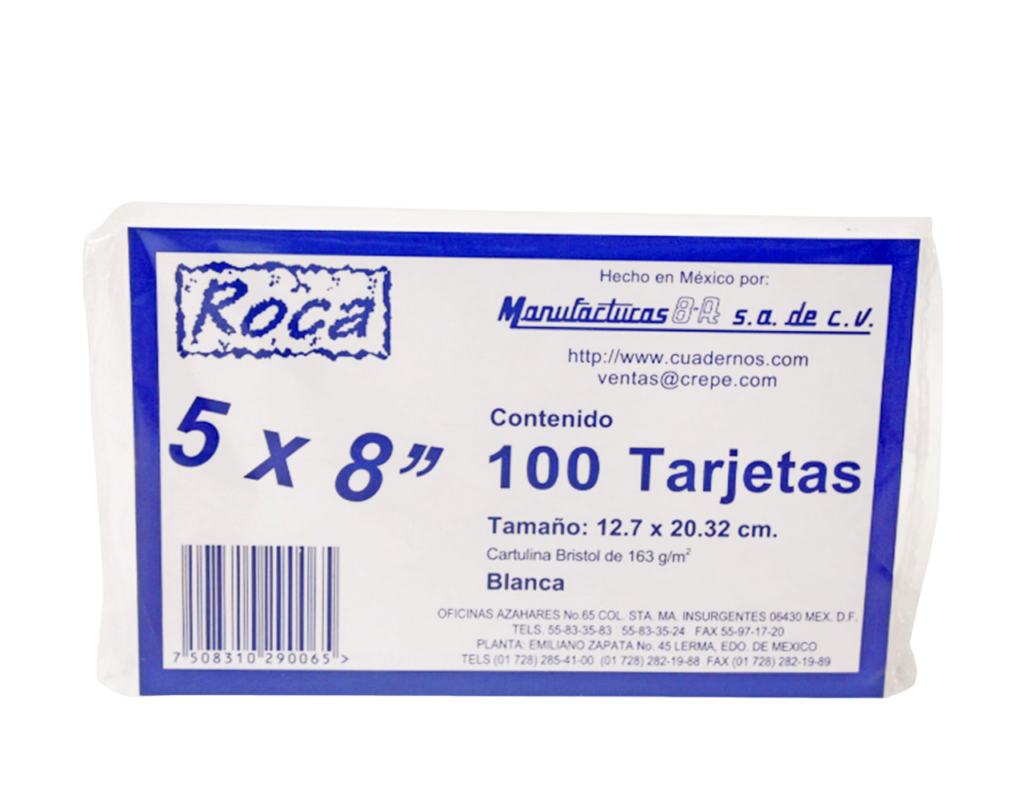 Roca
5 x 8”
Hecho en México por:
Manufacturas 8-A s.a. de c.v.
http://www.cuadernos.com
ventas@crepe.com
Contenido
100 Tarjetas
Tamaño: 12.7 x 20.32 cm.
Cartulina Bristol de 163 g/m²
Blanca
OFICINAS AZAHARES No.65 COL. STA. MA. INSURGENTES 06430 MEX. D.F.
TELS. 55-83-35-83 55-83-35-24 FAX 55-97-17-20
PLANTA: EMILIANO ZAPATA No. 45 LERMA, EDO. DE MEXICO
TELS (01 728) 285-41-00 (01 728) 282-19-88 FAX (01 728) 282-19-89
7 508310 290065 >